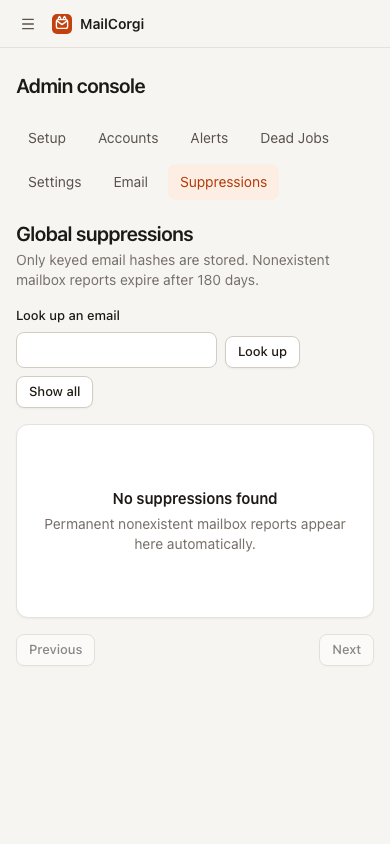 MailCorgi
Admin console
Setup
Accounts
Alerts
Dead Jobs
Settings
Email
Suppressions
Global suppressions
Only keyed email hashes are stored. Nonexistent
mailbox reports expire after 180 days.
Look up an email
Look up
Show all
No suppressions found
Permanent nonexistent mailbox reports appear
here automatically.
Previous
Next